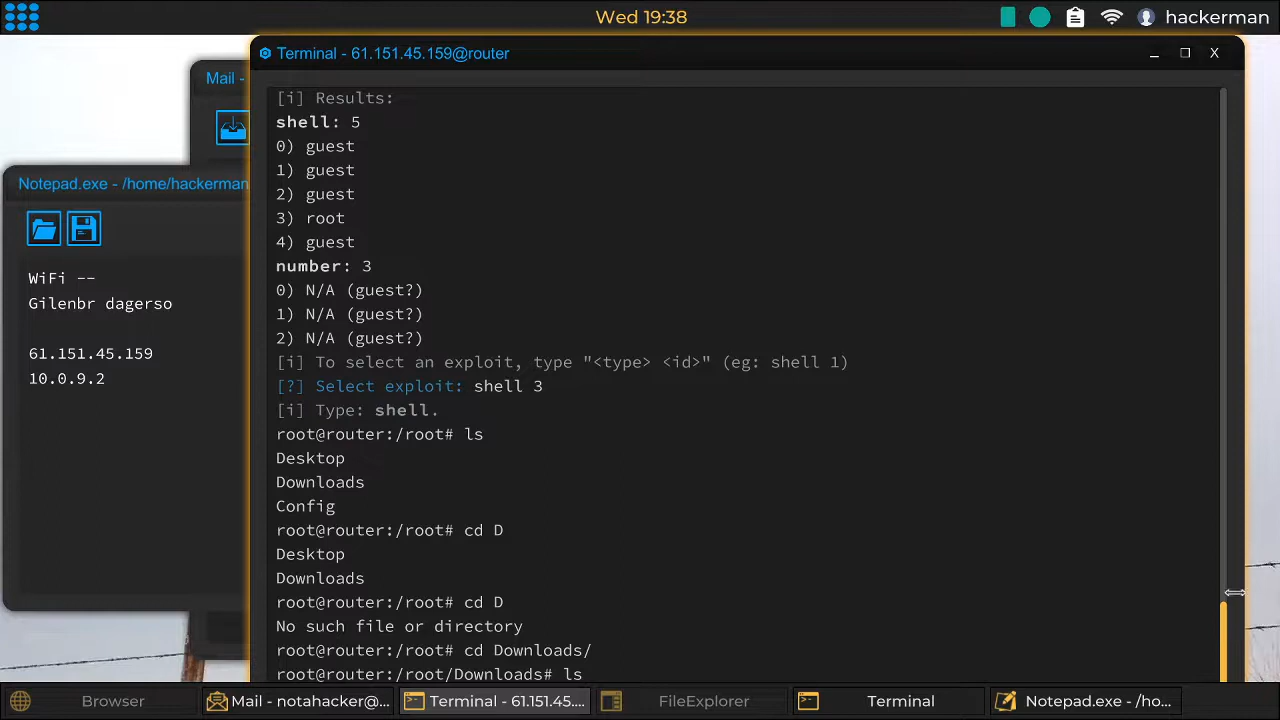 Wed 19:38
hackerman
Terminal - 61.151.45.159@router
_ □ X
Mail -
Notepad.exe - /home/hackerman
WiFi --
Gilenbr dagerso
61.151.45.159
10.0.9.2
[i] Results:
shell: 5
0) guest
1) guest
2) guest
3) root
4) guest
number: 3
0) N/A (guest?)
1) N/A (guest?)
2) N/A (guest?)
[i] To select an exploit, type "<type> <id>" (eg: shell 1)
[?] Select exploit: shell 3
[i] Type: shell.
root@router:/root# ls
Desktop
Downloads
Config
root@router:/root# cd D
Desktop
Downloads
root@router:/root# cd D
No such file or directory
root@router:/root# cd Downloads/
root@router:/root/Downloads# ls
Browser
Mail - notahacker@...
Terminal - 61.151.45....
FileExplorer
Terminal
Notepad.exe - /ho...